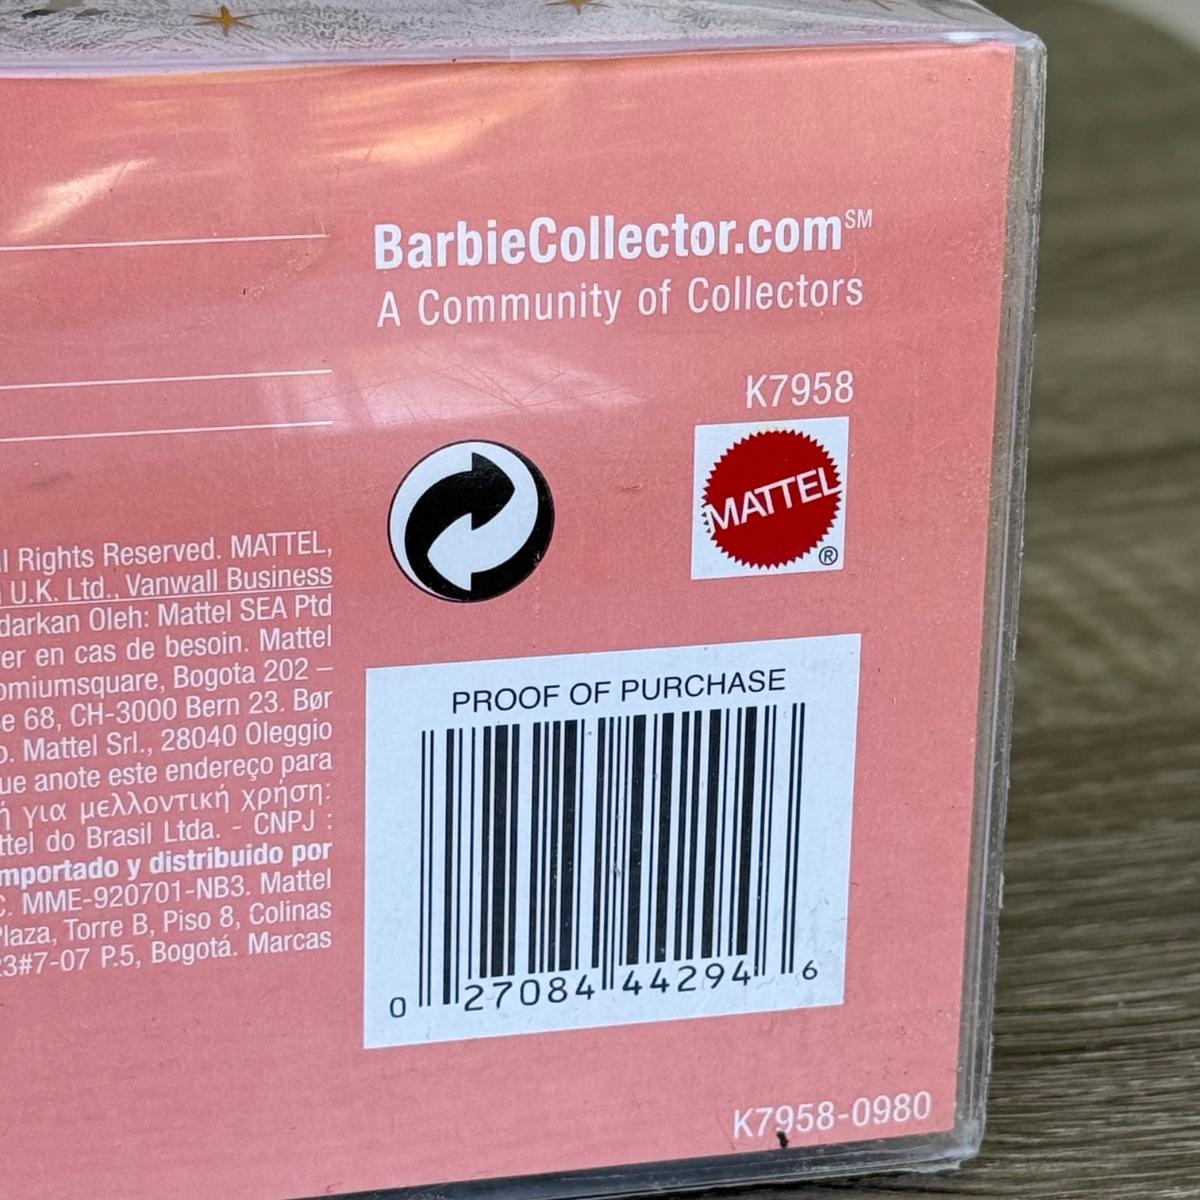 BarbieCollector.com℠
A Community of Collectors
K7958
MATTEL
®
l Rights Reserved. MATTEL,
U.K. Ltd., Vanwall Business
darkan Oleh: Mattel SEA Ptd
er en cas de besoin. Mattel
omiumsquare, Bogota 202 –
e 68, CH-3000 Bern 23. Bør
o. Mattel Srl., 28040 Oleggio
ue anote este endereço para
ή για μελλοντική χρήση:
ttel do Brasil Ltda. - CNPJ :
mportado y distribuido por
C. MME-920701-NB3. Mattel
Plaza, Torre B, Piso 8, Colinas
23#7-07 P.5, Bogotá. Marcas
PROOF OF PURCHASE
0 27084 44294 6
K7958-0980